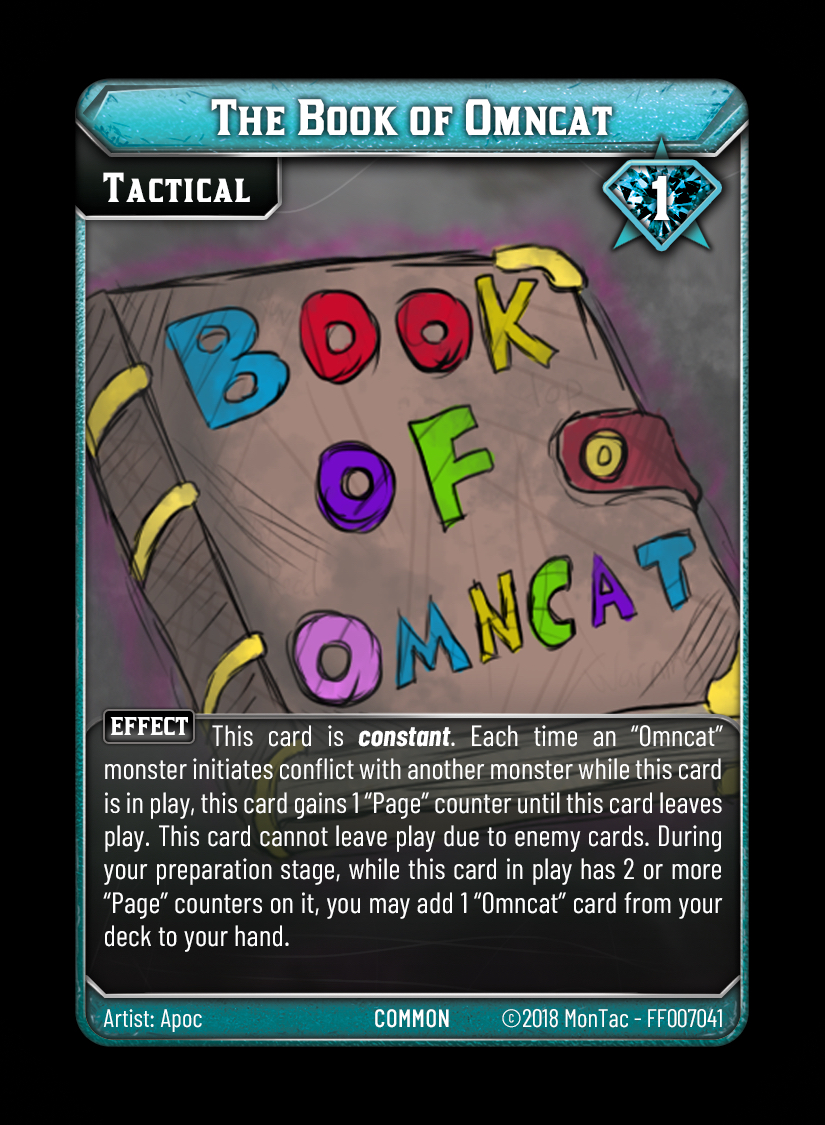 The Book of Omncat
Tactical
1
BOOK
OF
OMNCAT
EFFECT This card is constant. Each time an “Omncat”
monster initiates conflict with another monster while this card
is in play, this card gains 1 “Page” counter until this card leaves
play. This card cannot leave play due to enemy cards. During
your preparation stage, while this card in play has 2 or more
“Page” counters on it, you may add 1 “Omncat” card from your
deck to your hand.
Artist: Apoc COMMON ©2018 MonTac - FF007041